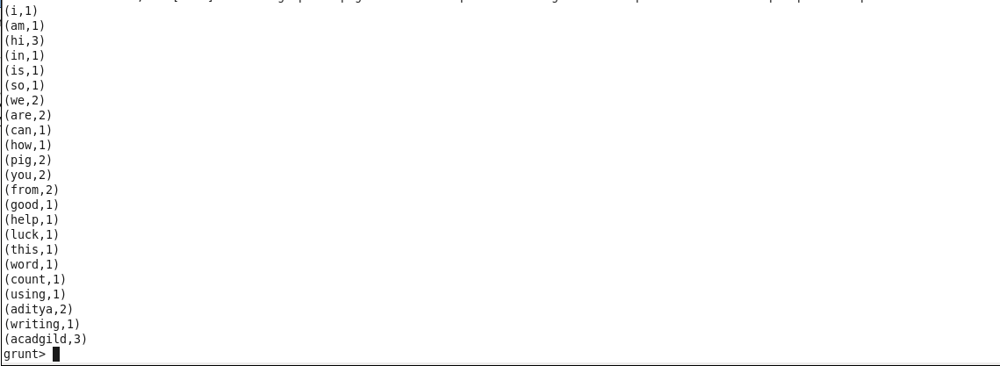 (i,1)
(am,1)
(hi,3)
(in,1)
(is,1)
(so,1)
(we,2)
(are,2)
(can,1)
(how,1)
(pig,2)
(you,2)
(from,2)
(good,1)
(help,1)
(luck,1)
(this,1)
(word,1)
(count,1)
(using,1)
(aditya,2)
(writing,1)
(acadgild,3)
grunt>